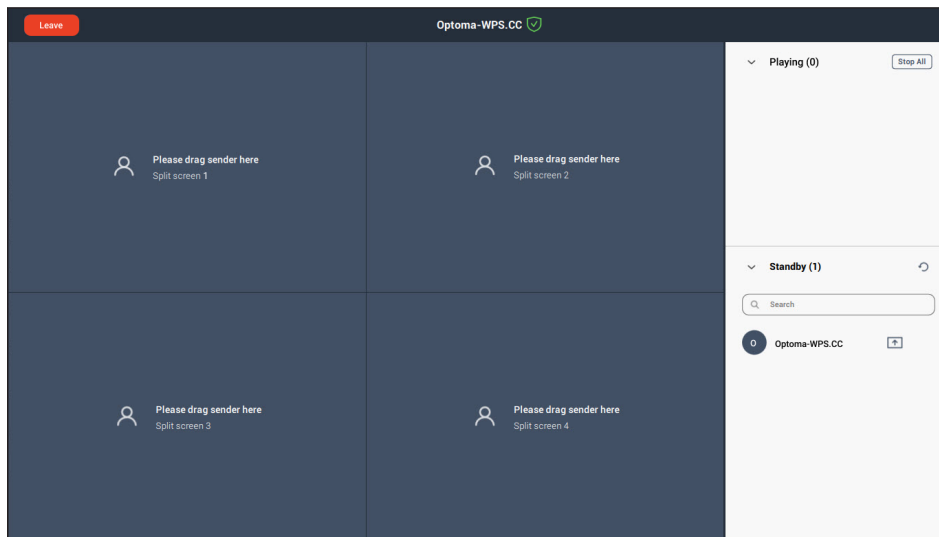 Leave
Optoma-WPS.CC
Please drag sender here
Split screen 1
Please drag sender here
Split screen 2
Please drag sender here
Split screen 3
Please drag sender here
Split screen 4
Playing (0)
Stop All
Standby (1)
Search
O
Optoma-WPS.CC